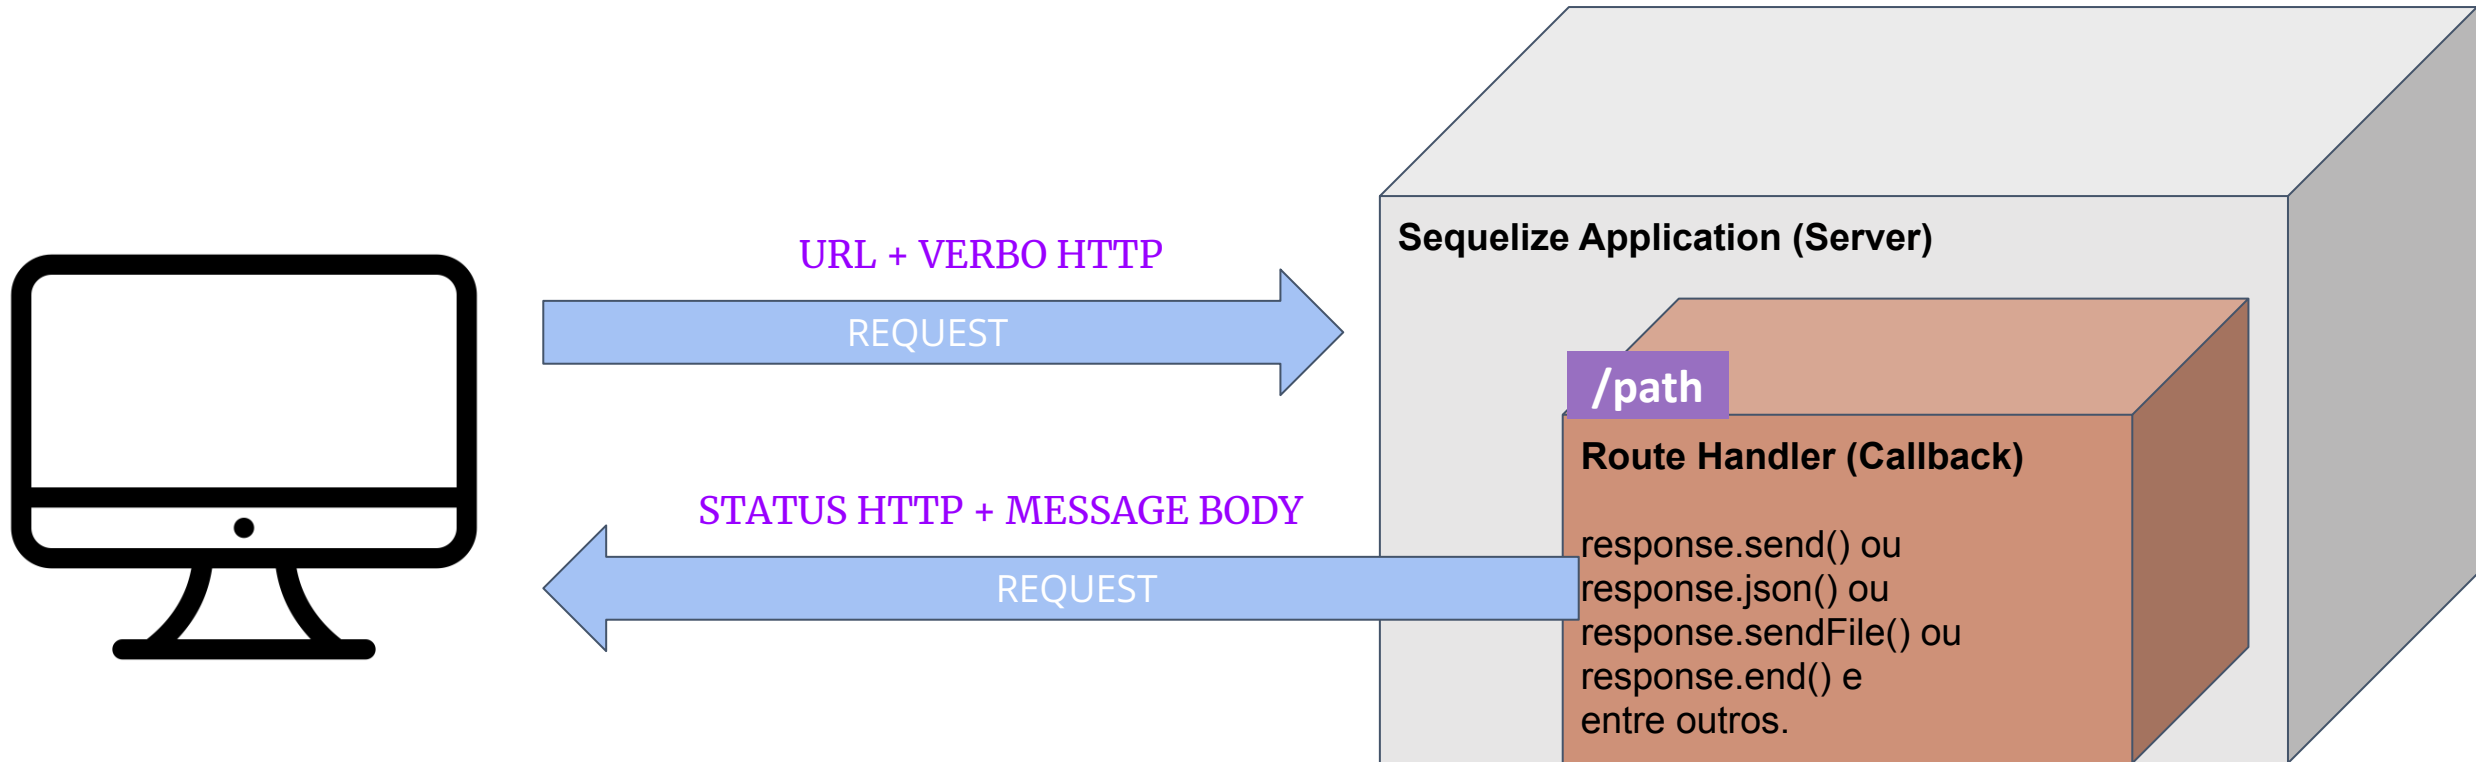 URL + VERBO HTTP
REQUEST
STATUS HTTP + MESSAGE BODY
REQUEST
Sequelize Application (Server)
/path
Route Handler (Callback)
response.send() ou
response.json() ou
response.sendFile() ou
response.end() e
entre outros.